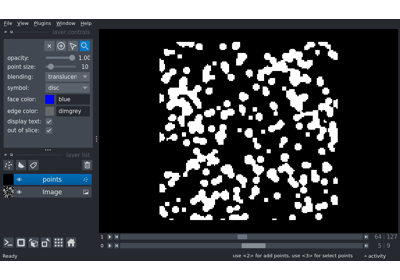 File View Plugins Window Help
layer controls
opacity: 1.00
point size: 10
blending: translucen
symbol: disc
face color: blue
edge color: dimgrey
display text:
out of slice:
layer list
points
Image
1 64 127
0 5 9
Ready use <2> for add points, use <3> for select points activity